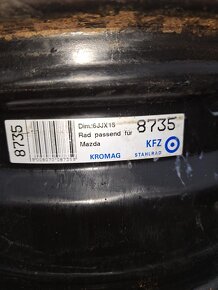 8735
Dim.:6JJX15
8735
Rad passend für
Mazda
KFZ
KROMAG
STAHLRAD